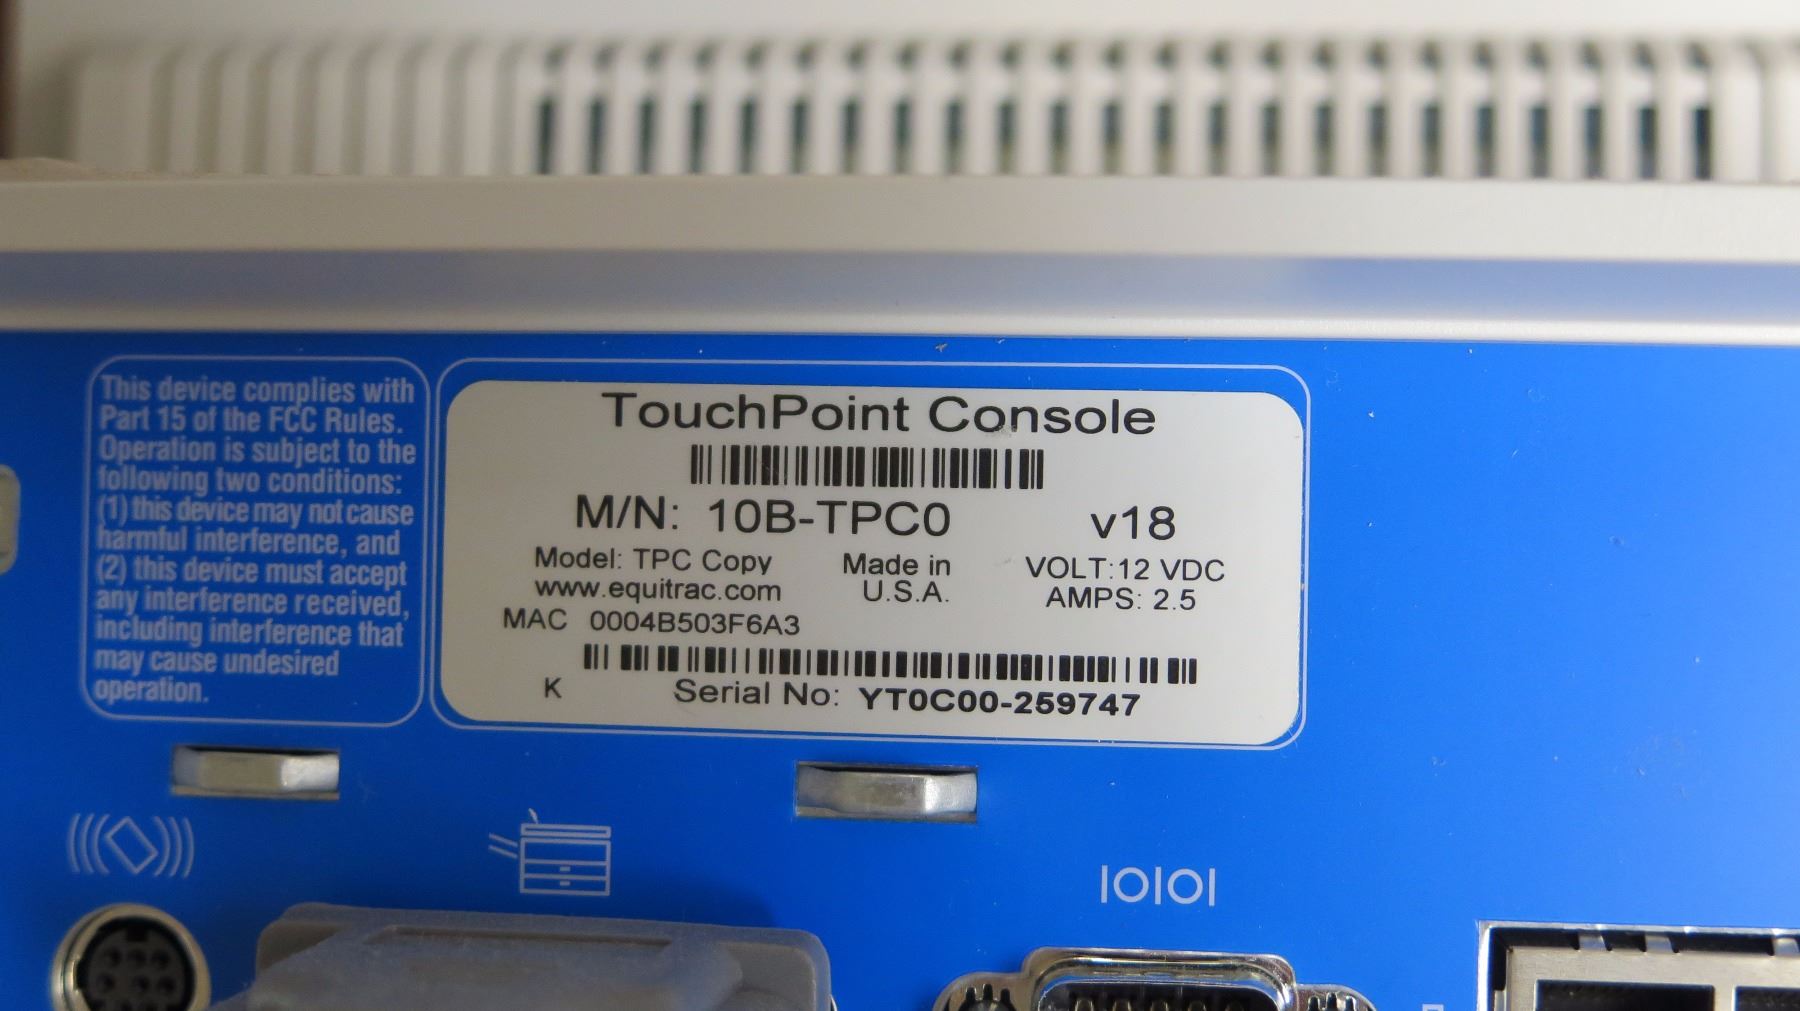 This device complies with
Part 15 of the FCC Rules.
Operation is subject to the
following two conditions:
(1) this device may not cause
harmful interference, and
(2) this device must accept
any interference received,
including interference that
may cause undesired
operation.
TouchPoint Console
M/N: 10B-TPC0 v18
Model: TPC Copy Made in VOLT:12 VDC
www.equitrac.com U.S.A. AMPS: 2.5
MAC 0004B503F6A3
K Serial No: YT0C00-259747
IOIOI